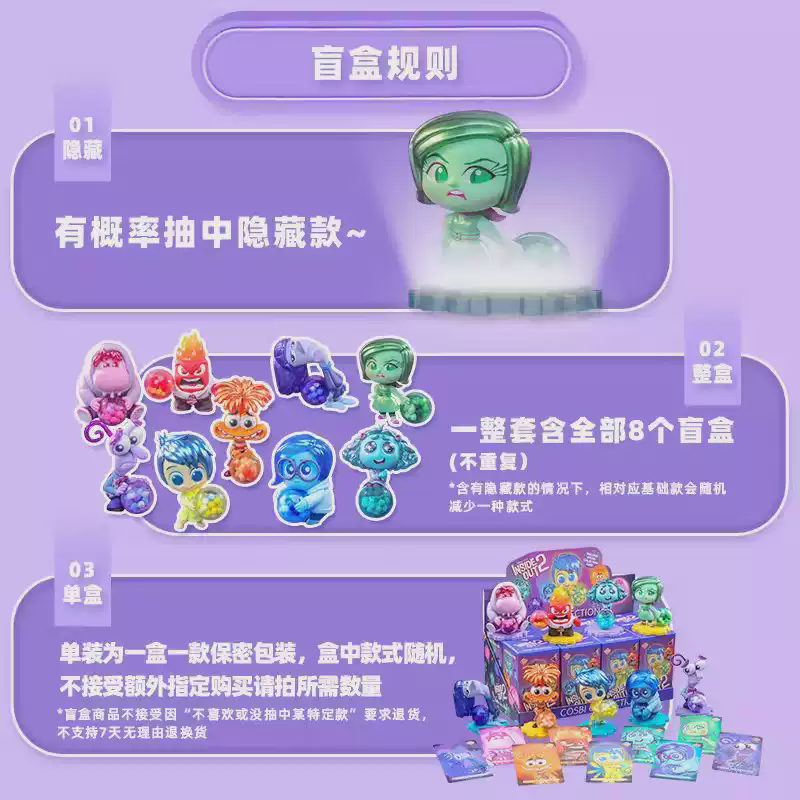 盲盒规则
01
隐藏
有概率抽中隐藏款~
02
整盒
一整套含全部8个盲盒
(不重复）
*含有隐藏款的情况下，相对应基础款会随机
减少一种款式
03
单盒
单装为一盒一款保密包装，盒中款式随机，
不接受额外指定购买请拍所需数量
*盲盒商品不接受因“不喜欢或没抽中某特定款”要求退货，
不支持7天无理由退换货
INSIDE
OUT2
COSBI